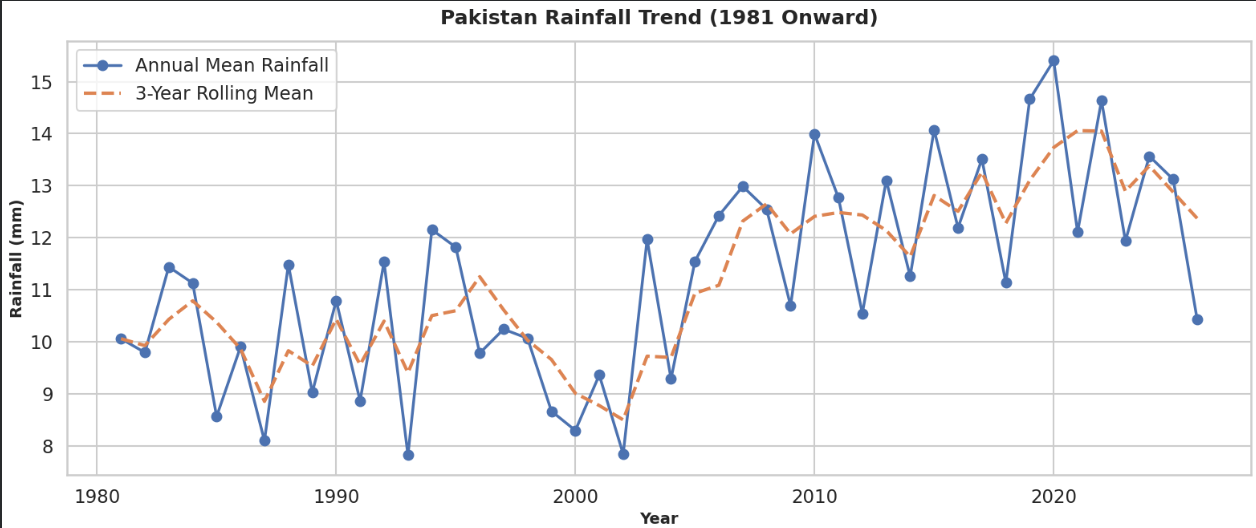 Pakistan Rainfall Trend (1981 Onward)
Annual Mean Rainfall
3-Year Rolling Mean
Rainfall (mm)
15
14
13
12
11
10
9
8
1980
1990
2000
2010
2020
Year